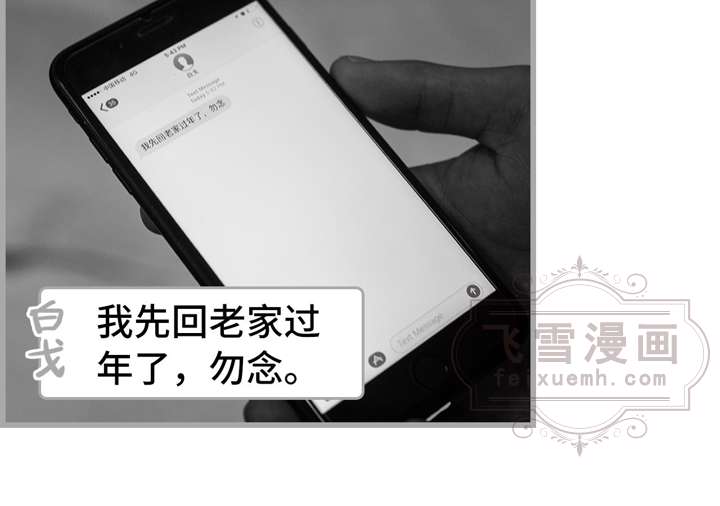 中国移动 4G
5:43 PM
白戈
Text Message
Today 5:42 PM
我先回老家过年了，勿念
Text Message
白戈
我先回老家过
年了，勿念。
飞雪漫画
feixuemh.com